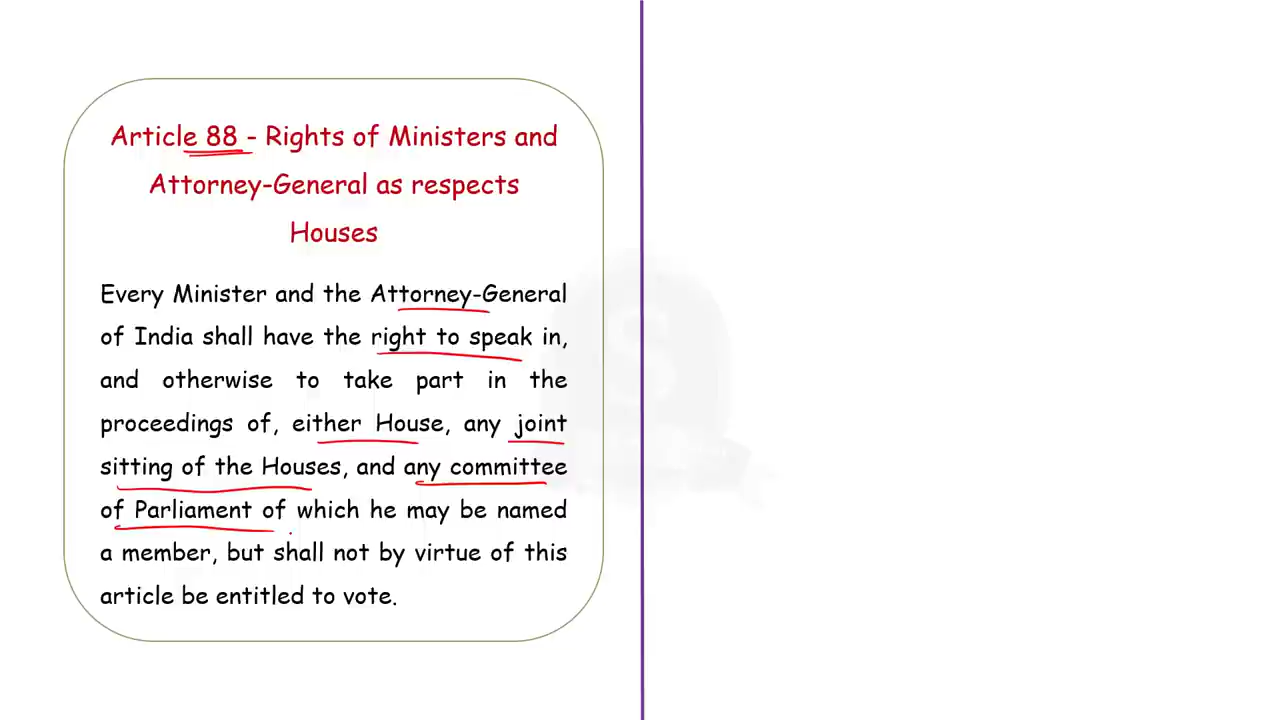 Article 88 - Rights of Ministers and
Attorney-General as respects
Houses
Every Minister and the Attorney-General
of India shall have the right to speak in,
and otherwise to take part in the
proceedings of, either House, any joint
sitting of the Houses, and any committee
of Parliament of which he may be named
a member, but shall not by virtue of this
article be entitled to vote.